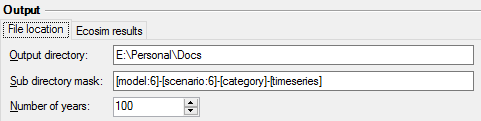 Output
File location Ecosim results
Output directory: E:\Personal\Docs
Sub directory mask: [model:6]-[scenario:6]-[category]-[timeseries]
Number of years: 100